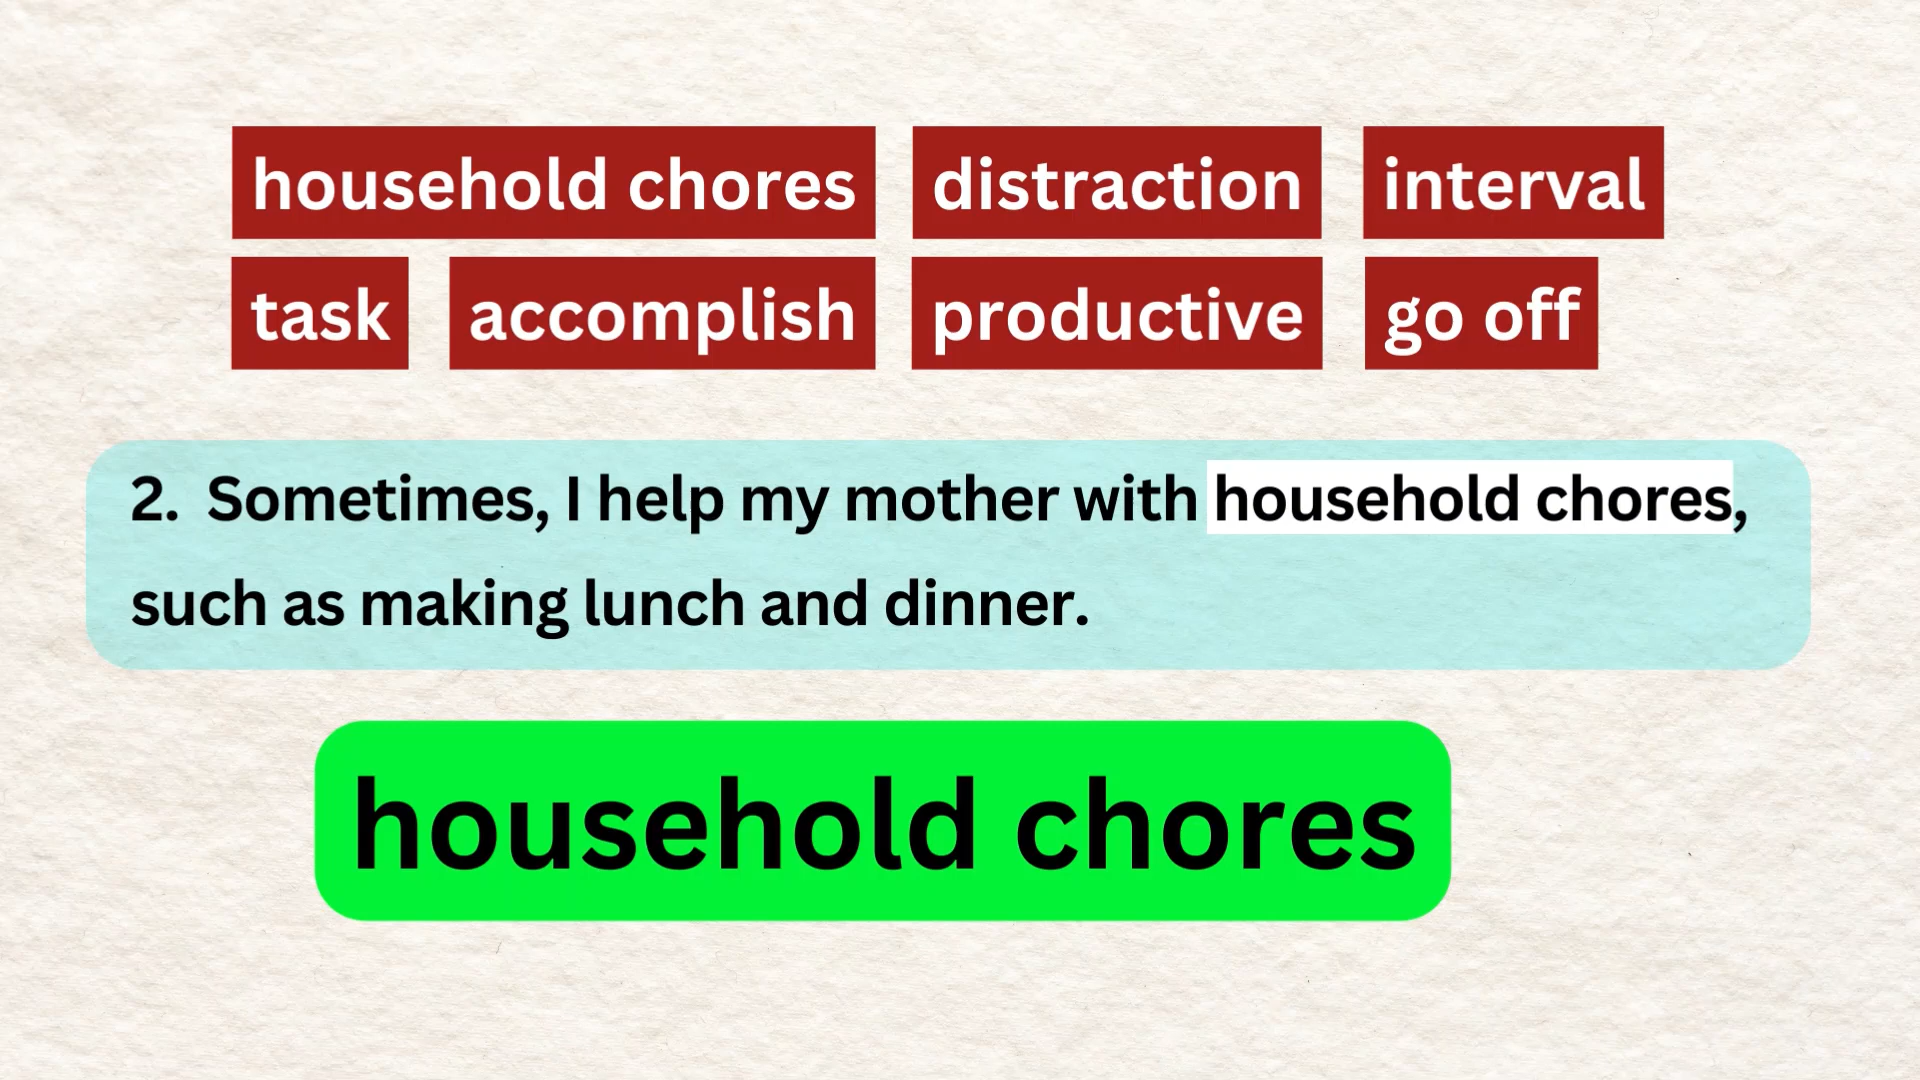 household chores distraction interval
task accomplish productive go off
2. Sometimes, I help my mother with household chores,
such as making lunch and dinner.
household chores